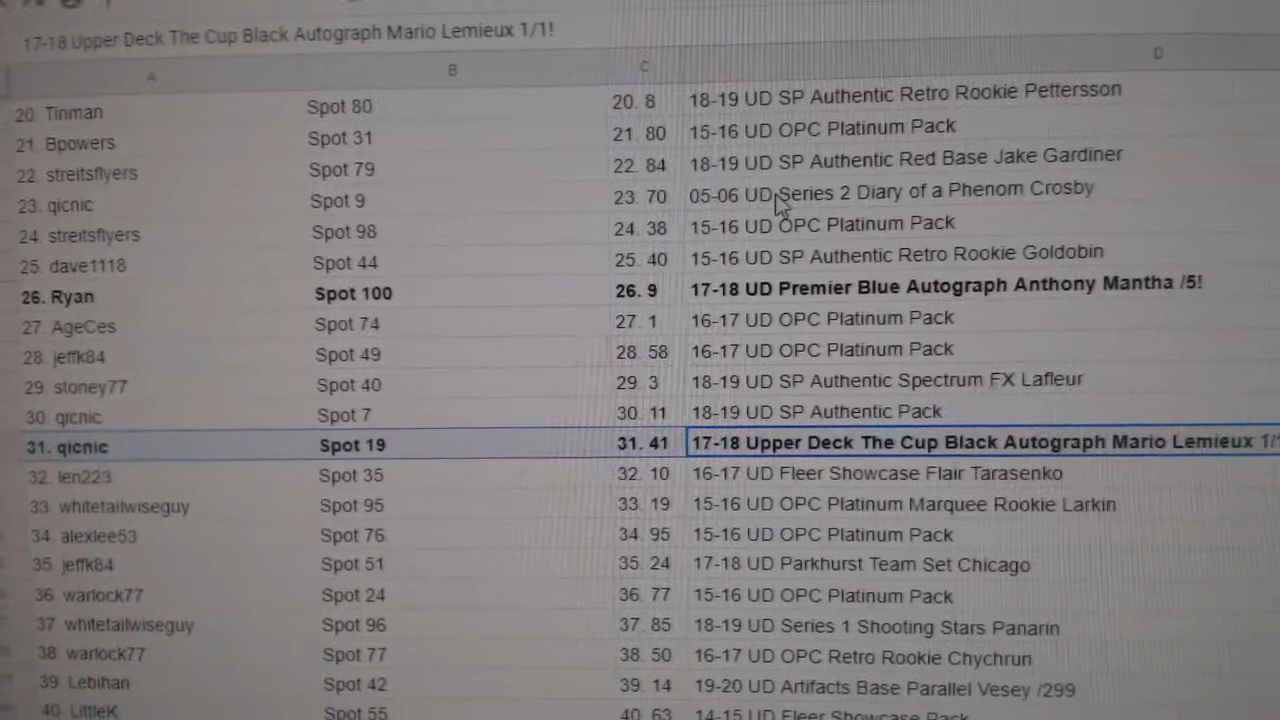 17-18 Upper Deck The Cup Black Autograph Mario Lemieux 1/1!
A B C D
20. Tinman Spot 80 20. 8 18-19 UD SP Authentic Retro Rookie Pettersson
21. Bpowers Spot 31 21. 80 15-16 UD OPC Platinum Pack
22. streitsflyers Spot 79 22. 84 18-19 UD SP Authentic Red Base Jake Gardiner
23. qicnic Spot 9 23. 70 05-06 UD Series 2 Diary of a Phenom Crosby
24. streitsflyers Spot 98 24. 38 15-16 UD OPC Platinum Pack
25. dave1118 Spot 44 25. 40 15-16 UD SP Authentic Retro Rookie Goldobin
26. Ryan Spot 100 26. 9 17-18 UD Premier Blue Autograph Anthony Mantha /5!
27. AgeCes Spot 74 27. 1 16-17 UD OPC Platinum Pack
28. jeffk84 Spot 49 28. 58 16-17 UD OPC Platinum Pack
29. stoney77 Spot 40 29. 3 18-19 UD SP Authentic Spectrum FX Lafleur
30. qicnic Spot 7 30. 11 18-19 UD SP Authentic Pack
31. qicnic Spot 19 31. 41 17-18 Upper Deck The Cup Black Autograph Mario Lemieux 1/1
32. len223 Spot 35 32. 10 16-17 UD Fleer Showcase Flair Tarasenko
33. whitetailwiseguy Spot 95 33. 19 15-16 UD OPC Platinum Marquee Rookie Larkin
34. alexlee53 Spot 76 34. 95 15-16 UD OPC Platinum Pack
35. jeffk84 Spot 51 35. 24 17-18 UD Parkhurst Team Set Chicago
36. warlock77 Spot 24 36. 77 15-16 UD OPC Platinum Pack
37. whitetailwiseguy Spot 96 37. 85 18-19 UD Series 1 Shooting Stars Panarin
38. warlock77 Spot 77 38. 50 16-17 UD OPC Retro Rookie Chychrun
39. Lebihan Spot 42 39. 14 19-20 UD Artifacts Base Parallel Vesey /299
40. LittleK Spot 55 40. 63 14-15 UD Fleer Showcase Pack